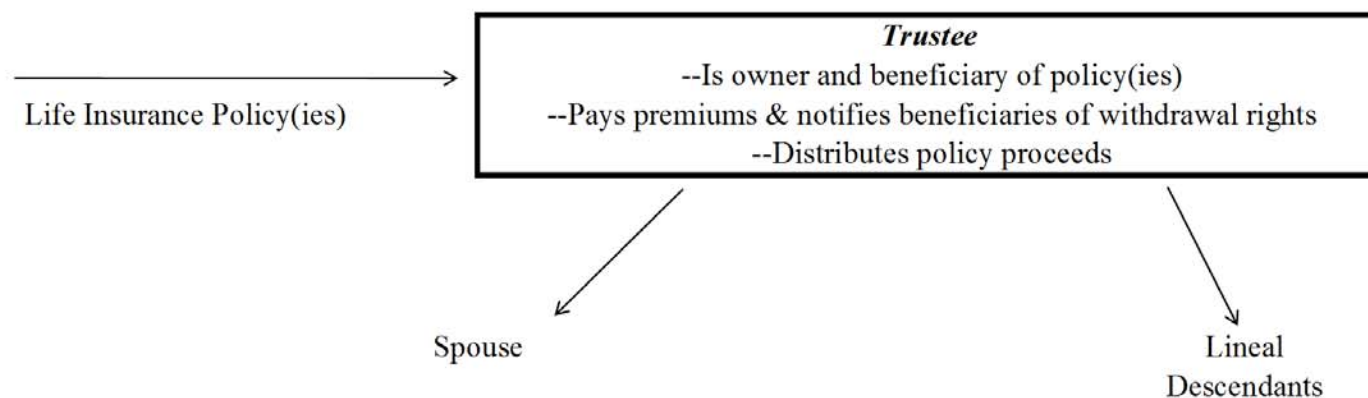 Trustee
--Is owner and beneficiary of policy(ies)
--Pays premiums & notifies beneficiaries of withdrawal rights
--Distributes policy proceeds
Life Insurance Policy(ies)
Spouse
Lineal
Descendants